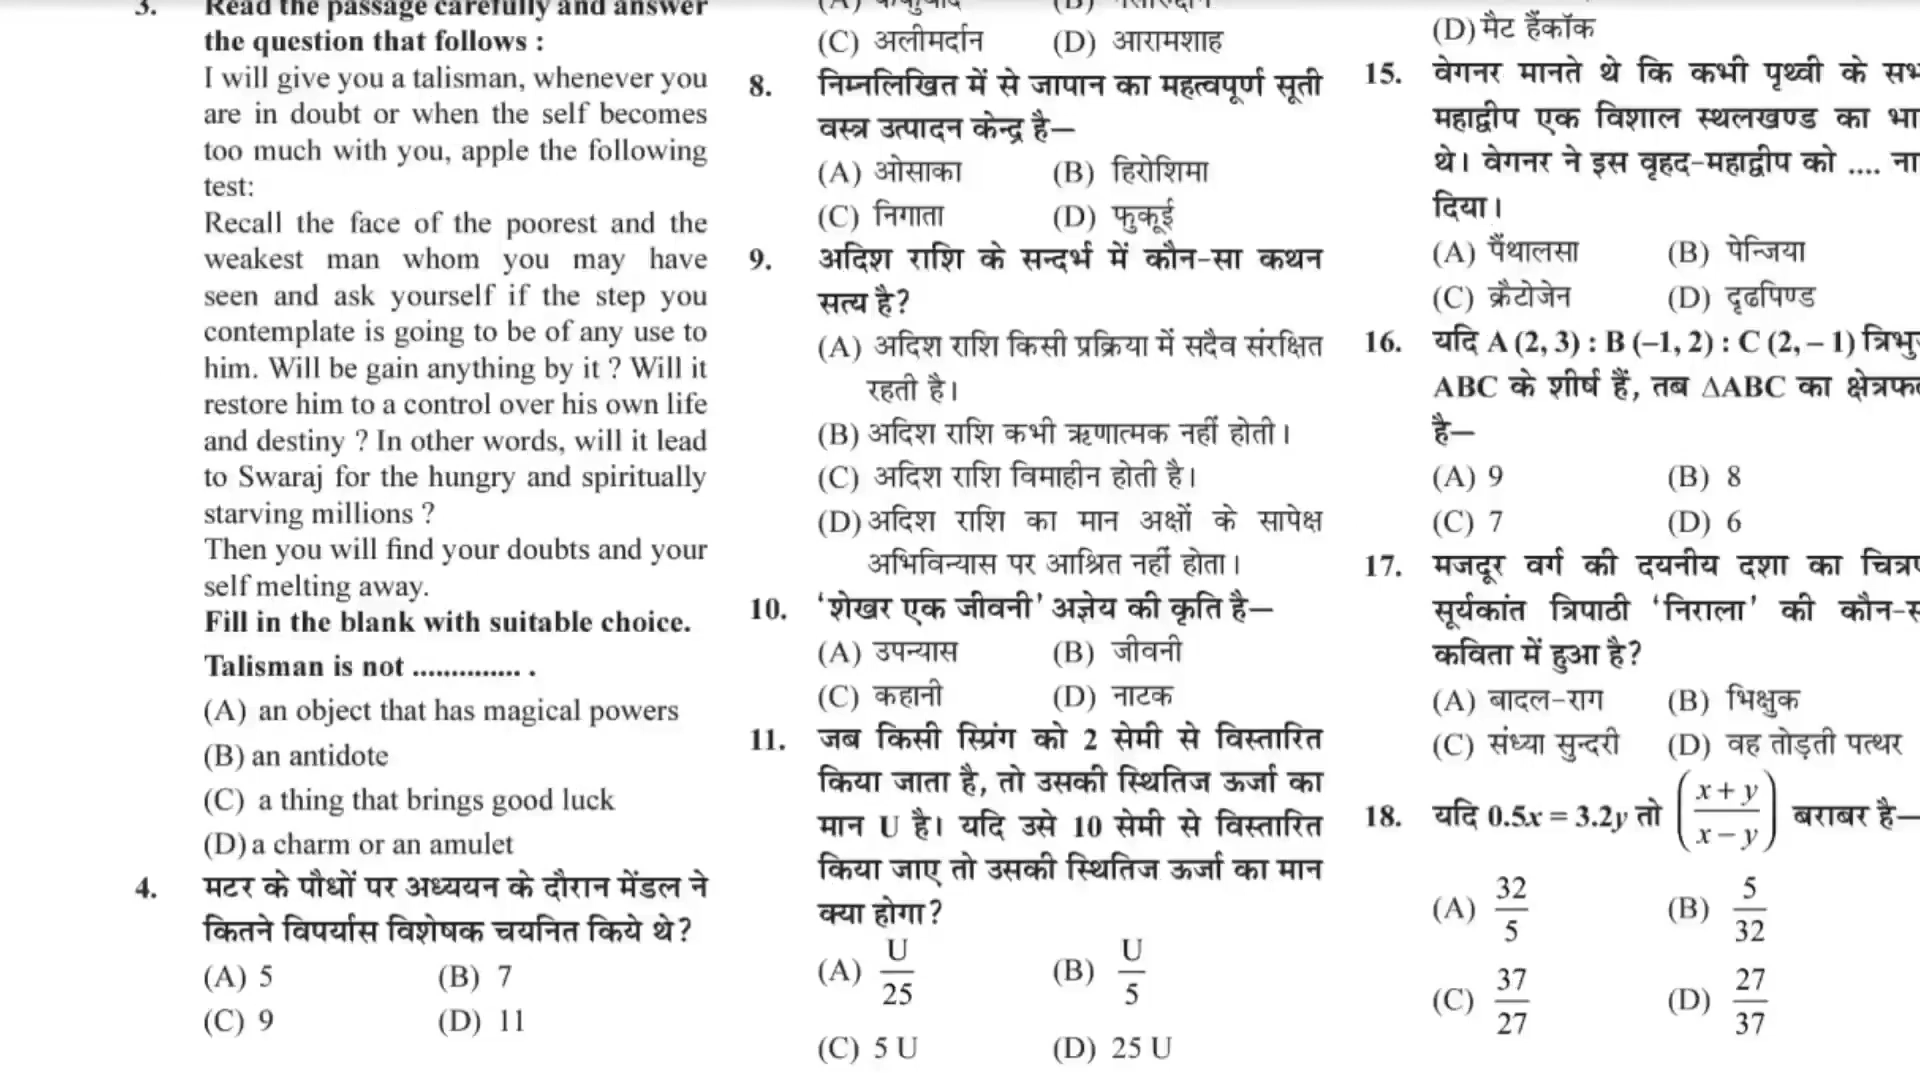 3. Read the passage carefully and answer
the question that follows :
I will give you a talisman, whenever you
are in doubt or when the self becomes
too much with you, apple the following
test:
Recall the face of the poorest and the
weakest man whom you may have
seen and ask yourself if the step you
contemplate is going to be of any use to
him. Will be gain anything by it ? Will it
restore him to a control over his own life
and destiny ? In other words, will it lead
to Swaraj for the hungry and spiritually
starving millions ?
Then you will find your doubts and your
self melting away.
Fill in the blank with suitable choice.
Talisman is not .............. .
(A) an object that has magical powers
(B) an antidote
(C) a thing that brings good luck
(D) a charm or an amulet
4. मटर के पौधों पर अध्ययन के दौरान मेंडल ने
कितने विपर्यास विशेषक चयनित किये थे?
(A) 5 (B) 7
(C) 9 (D) 11
(C) अलीमर्दान (D) आरामशाह
8. निम्नलिखित में से जापान का महत्वपूर्ण सूती
वस्त्र उत्पादन केन्द्र है—
(A) ओसाका (B) हिरोशिमा
(C) निगाता (D) फुकूई
9. अदिश राशि के सन्दर्भ में कौन-सा कथन
सत्य है?
(A) अदिश राशि किसी प्रक्रिया में सदैव संरक्षित
रहती है।
(B) अदिश राशि कभी ऋणात्मक नहीं होती।
(C) अदिश राशि विमाहीन होती है।
(D) अदिश राशि का मान अक्षों के सापेक्ष
अभिविन्यास पर आश्रित नहीं होता।
10. 'शेखर एक जीवनी' अज्ञेय की कृति है—
(A) उपन्यास (B) जीवनी
(C) कहानी (D) नाटक
11. जब किसी स्प्रिंग को 2 सेमी से विस्तारित
किया जाता है, तो उसकी स्थितिज ऊर्जा का
मान U है। यदि उसे 10 सेमी से विस्तारित
किया जाए तो उसकी स्थितिज ऊर्जा का मान
क्या होगा?
(A) U/25 (B) U/5
(C) 5 U (D) 25 U
(D) मैट हैंकॉक
15. वेगनर मानते थे कि कभी पृथ्वी के
महाद्वीप एक विशाल स्थलखण्ड का
थे। वेगनर ने इस वृहद-महाद्वीप को ....
दिया।
(A) पैंथालसा (B) पेन्जिया
(C) क्रैटोजेन (D) दृढपिण्ड
16. यदि A (2, 3) : B (–1, 2) : C (2, – 1)
ABC के शीर्ष हैं, तब ΔABC का
है—
(A) 9 (B) 8
(C) 7 (D) 6
17. मजदूर वर्ग की दयनीय दशा का
सूर्यकांत त्रिपाठी 'निराला' की
कविता में हुआ है?
(A) बादल-राग (B) भिक्षुक
(C) संध्या सुन्दरी (D) वह तोड़ती पत्थर
18. यदि 0.5x = 3.2y तो ((x + y)/(x – y)) बराबर है—
(A) 32/5 (B) 5/32
(C) 37/27 (D) 27/37